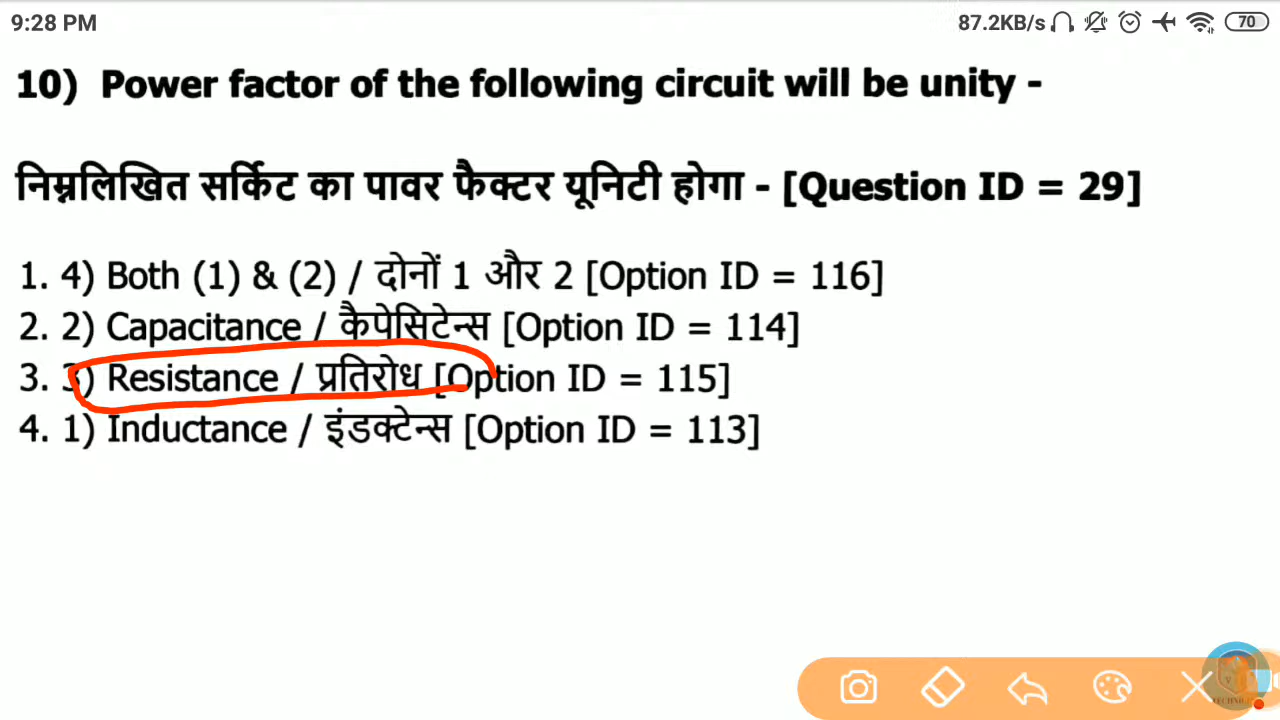 9:28 PM 87.2KB/s 70
10) Power factor of the following circuit will be unity -
निम्नलिखित सर्किट का पावर फैक्टर यूनिटी होगा - [Question ID = 29]
1. 4) Both (1) & (2) / दोनों 1 और 2 [Option ID = 116]
2. 2) Capacitance / कैपेसिटेन्स [Option ID = 114]
3. 3) Resistance / प्रतिरोध [Option ID = 115]
4. 1) Inductance / इंडक्टेन्स [Option ID = 113]